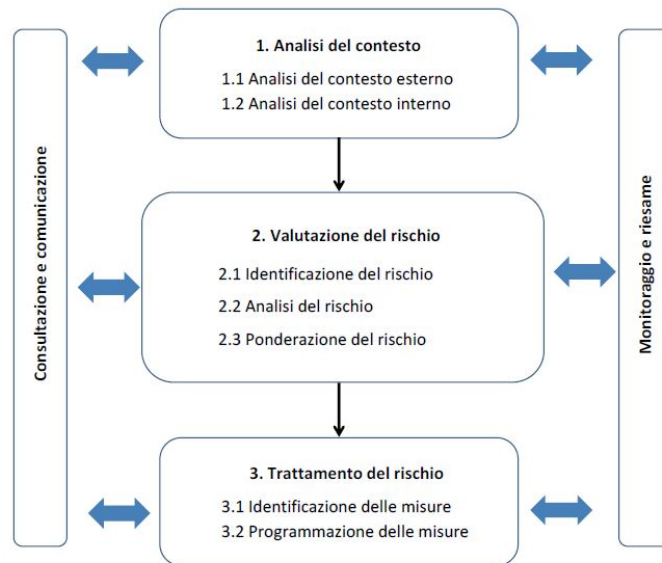 Consultazione e comunicazione
1. Analisi del contesto
1.1 Analisi del contesto esterno
1.2 Analisi del contesto interno
2. Valutazione del rischio
2.1 Identificazione del rischio
2.2 Analisi del rischio
2.3 Ponderazione del rischio
3. Trattamento del rischio
3.1 Identificazione delle misure
3.2 Programmazione delle misure
Monitoraggio e riesame